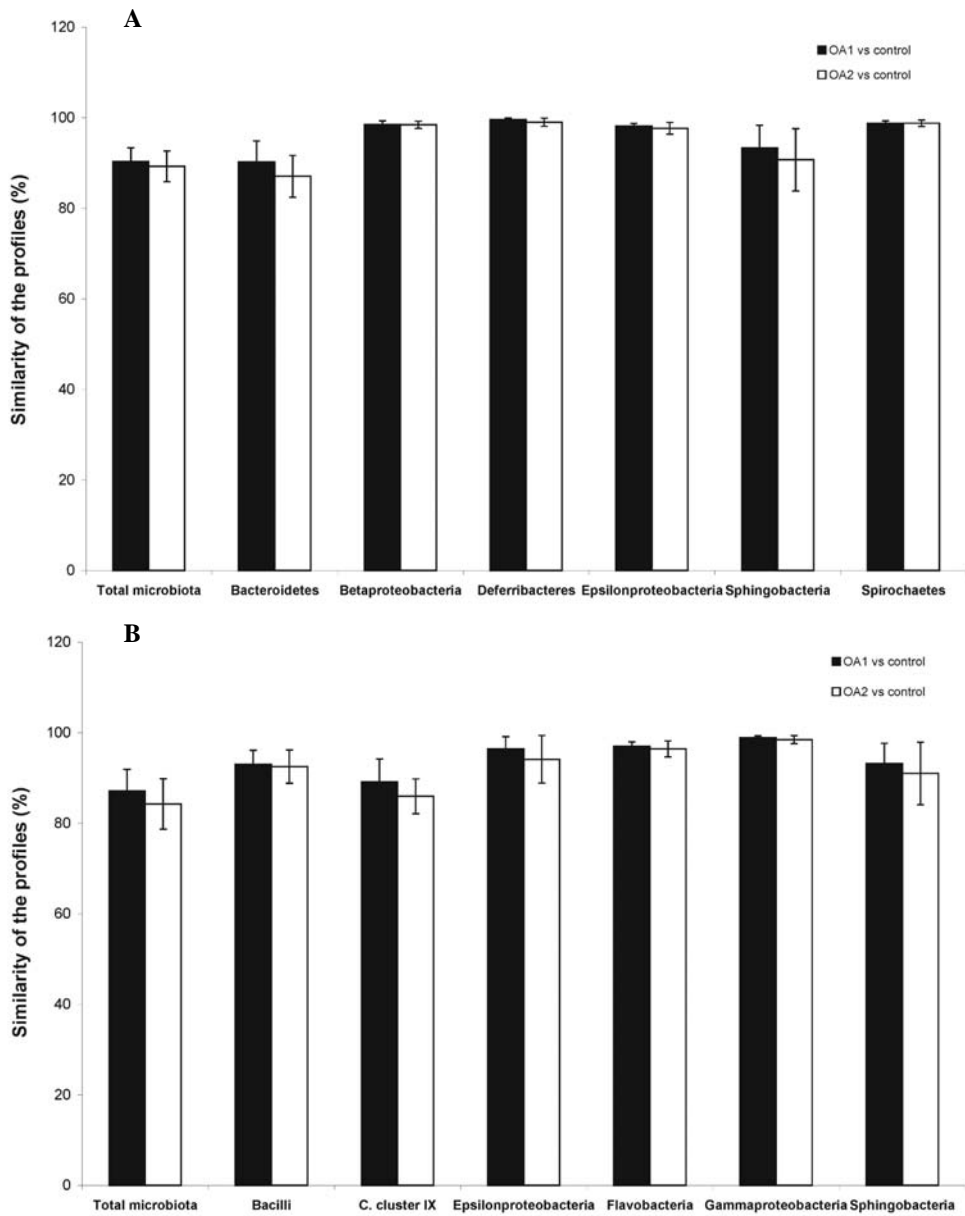 A
120
100
80
60
40
20
0
Similarity of the profiles (%)
OA1 vs control
OA2 vs control
Total microbiota Bacteroidetes Betaproteobacteria Deferribacteres Epsilonproteobacteria Sphingobacteria Spirochaetes
B
120
100
80
60
40
20
0
Similarity of the profiles (%)
OA1 vs control
OA2 vs control
Total microbiota Bacilli C. cluster IX Epsilonproteobacteria Flavobacteria Gammaproteobacteria Sphingobacteria